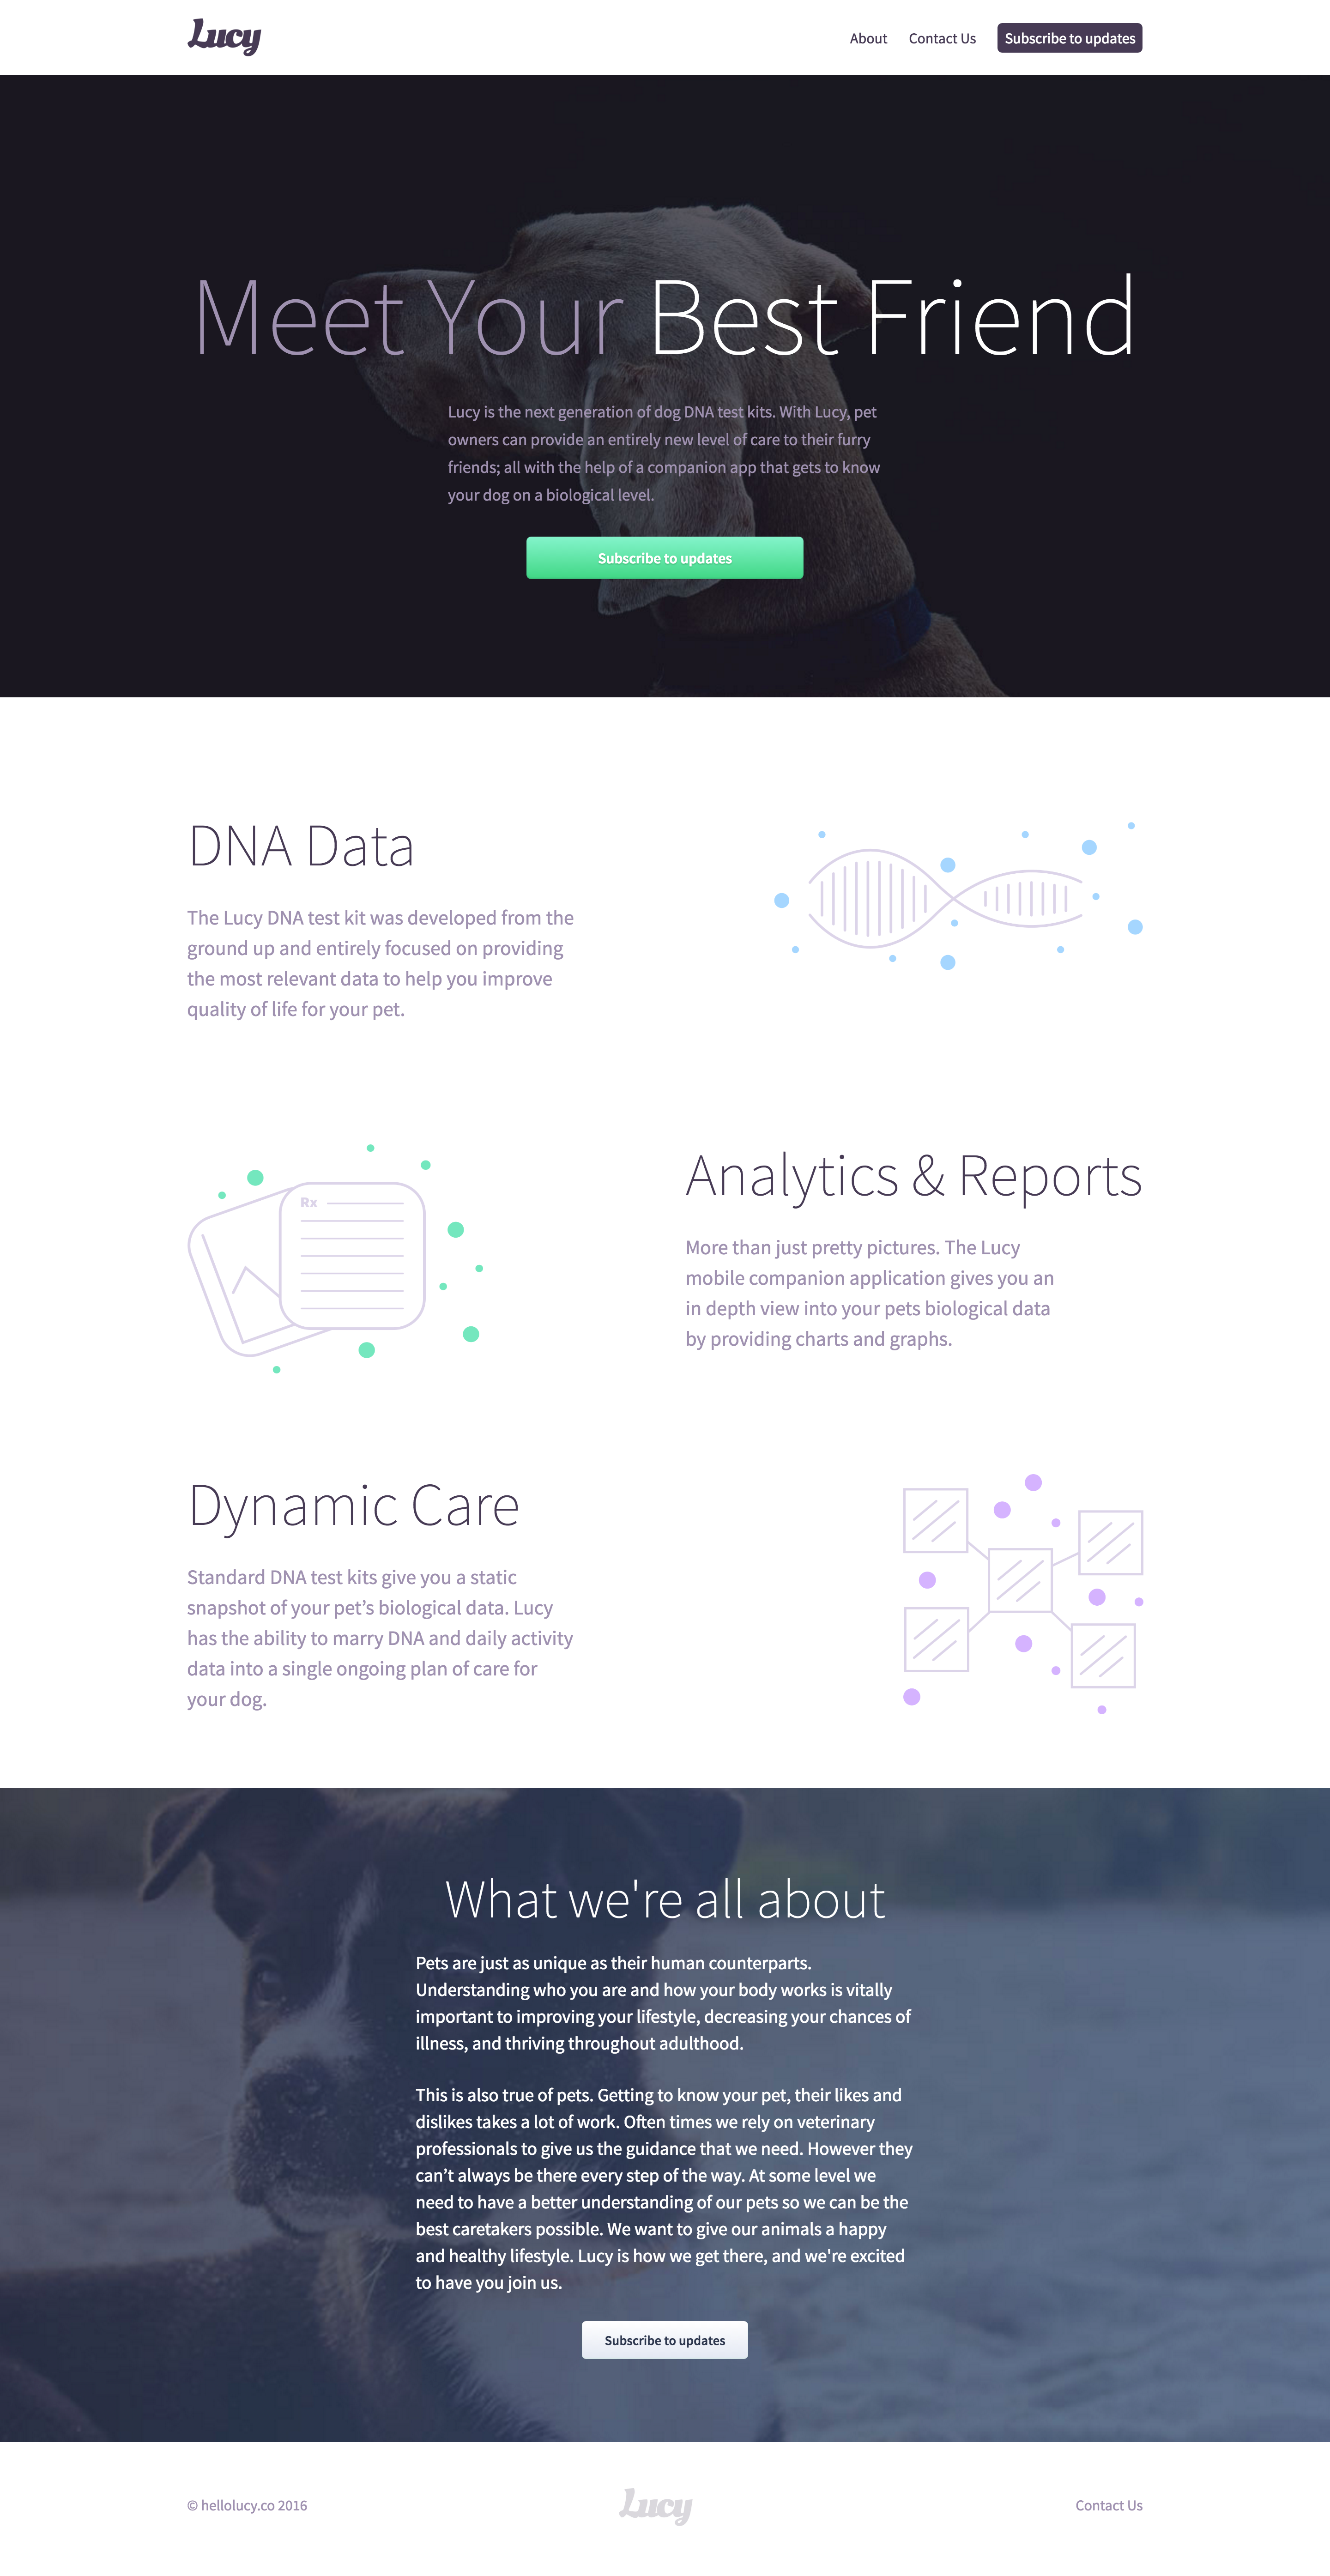 Lucy
About Contact Us Subscribe to updates
Meet Your Best Friend
Lucy is the next generation of dog DNA test kits. With Lucy, pet
owners can provide an entirely new level of care to their furry
friends; all with the help of a companion app that gets to know
your dog on a biological level.
Subscribe to updates
DNA Data
The Lucy DNA test kit was developed from the
ground up and entirely focused on providing
the most relevant data to help you improve
quality of life for your pet.
Rx
Analytics & Reports
More than just pretty pictures. The Lucy
mobile companion application gives you an
in depth view into your pets biological data
by providing charts and graphs.
Dynamic Care
Standard DNA test kits give you a static
snapshot of your pet’s biological data. Lucy
has the ability to marry DNA and daily activity
data into a single ongoing plan of care for
your dog.
What we're all about
Pets are just as unique as their human counterparts.
Understanding who you are and how your body works is vitally
important to improving your lifestyle, decreasing your chances of
illness, and thriving throughout adulthood.
This is also true of pets. Getting to know your pet, their likes and
dislikes takes a lot of work. Often times we rely on veterinary
professionals to give us the guidance that we need. However they
can’t always be there every step of the way. At some level we
need to have a better understanding of our pets so we can be the
best caretakers possible. We want to give our animals a happy
and healthy lifestyle. Lucy is how we get there, and we're excited
to have you join us.
Subscribe to updates
© hellolucy.co 2016
Lucy
Contact Us